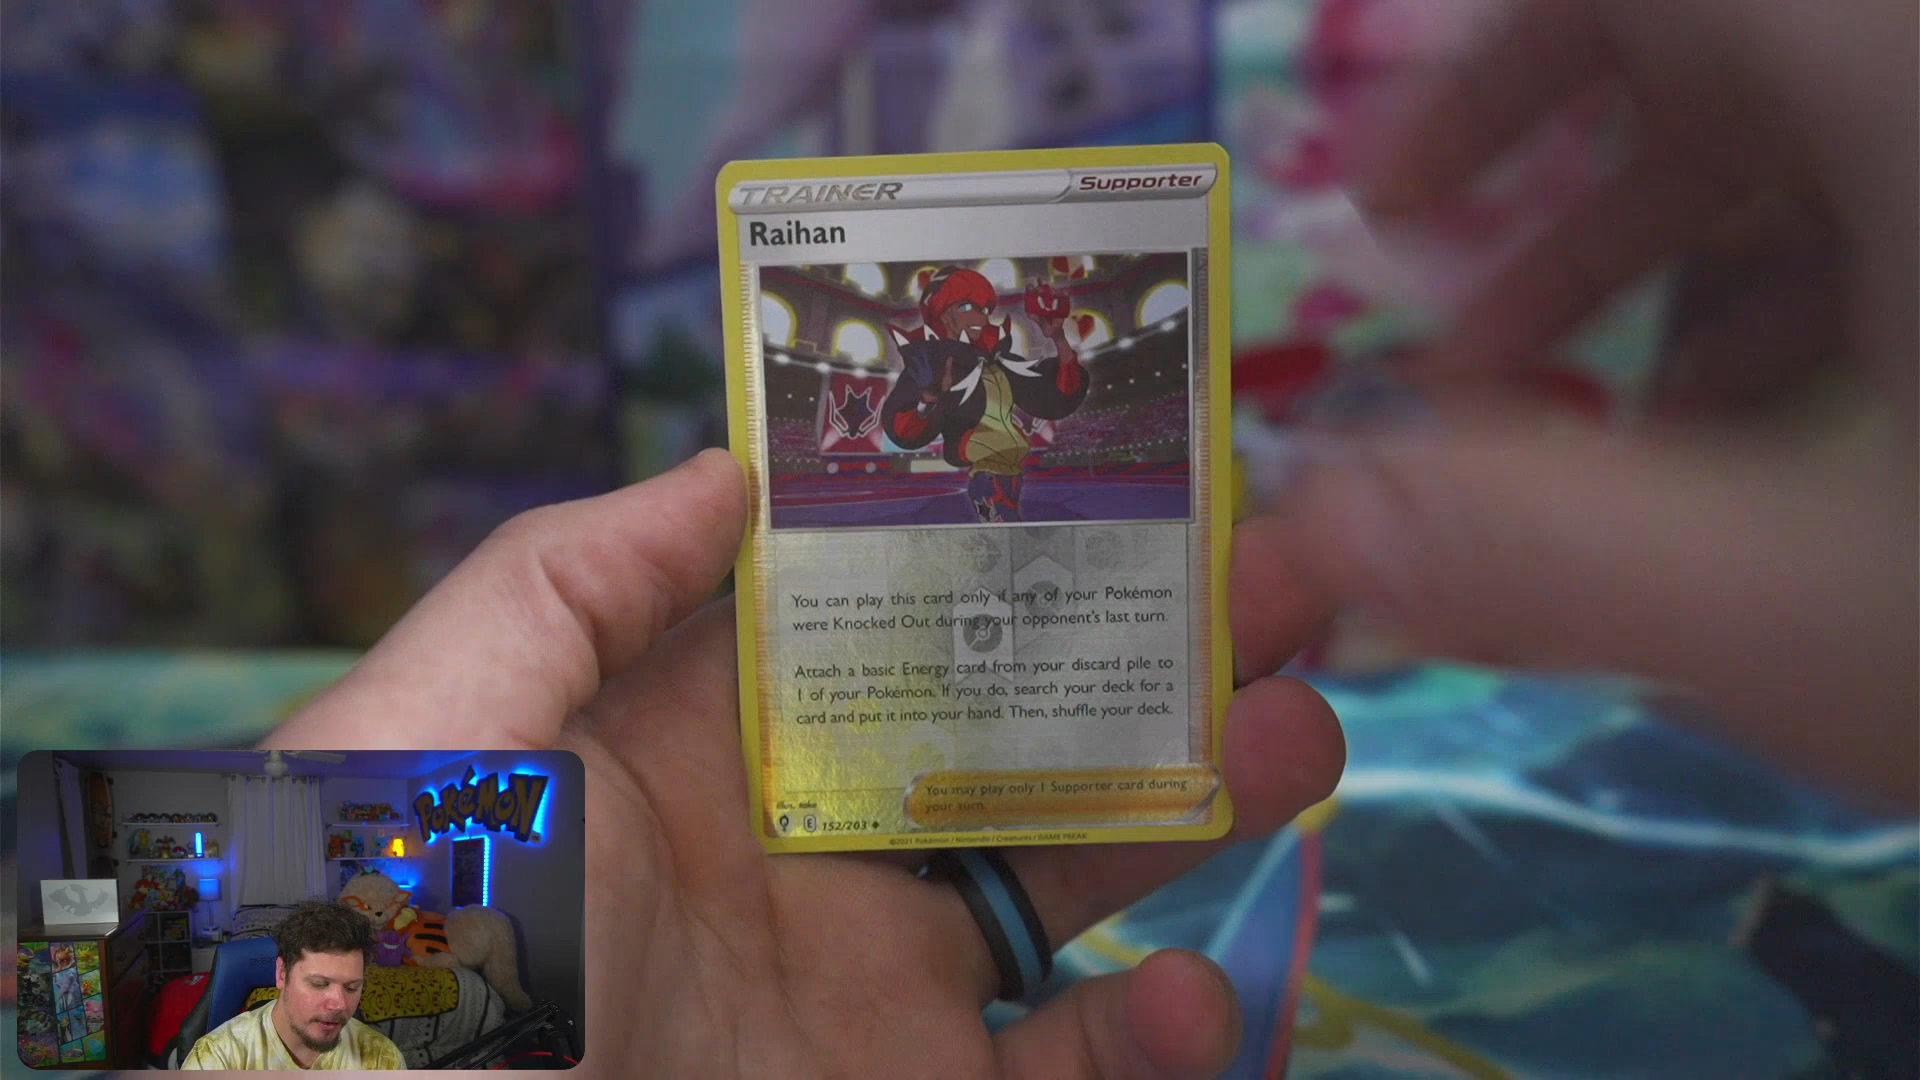 TRAINER
Supporter
Raihan
You can play this card only if any of your Pokémon
were Knocked Out during your opponent's last turn.
Attach a basic Energy card from your discard pile to
1 of your Pokémon. If you do, search your deck for a
card and put it into your hand. Then, shuffle your deck.
You may play only 1 Supporter card during
your turn.
Illus. take
E 152/203
©2021 Pokémon / Nintendo / Creatures / GAME FREAK
POKéMON